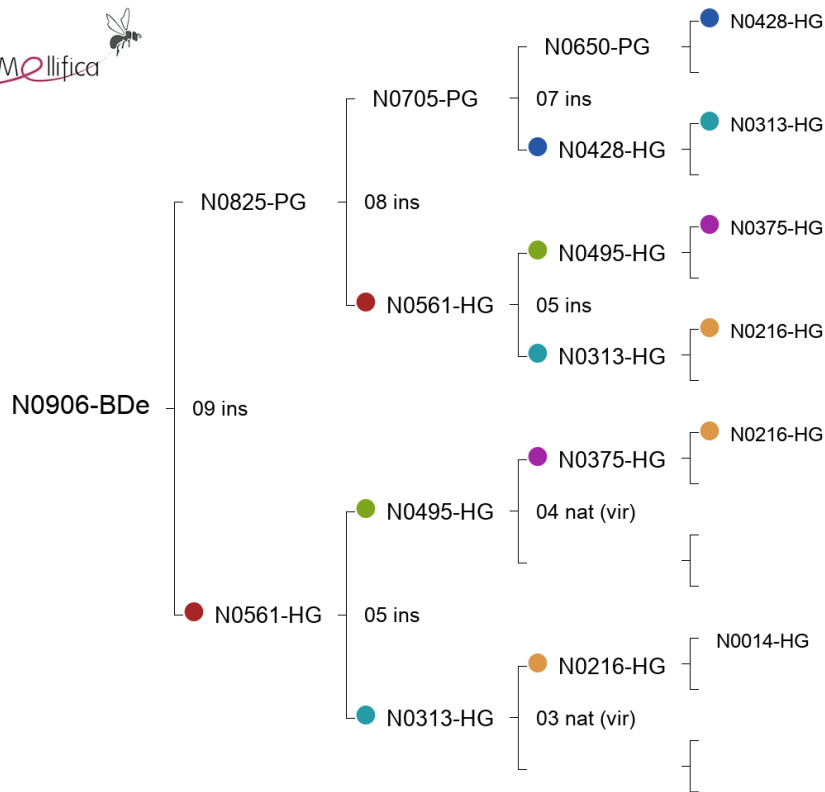 Mellifica
N0428-HG
N0650-PG
N0705-PG
07 ins
N0313-HG
N0428-HG
N0825-PG
08 ins
N0375-HG
N0495-HG
N0561-HG
05 ins
N0216-HG
N0313-HG
N0906-BDe
09 ins
N0216-HG
N0375-HG
N0495-HG
04 nat (vir)
N0561-HG
05 ins
N0014-HG
N0216-HG
N0313-HG
03 nat (vir)